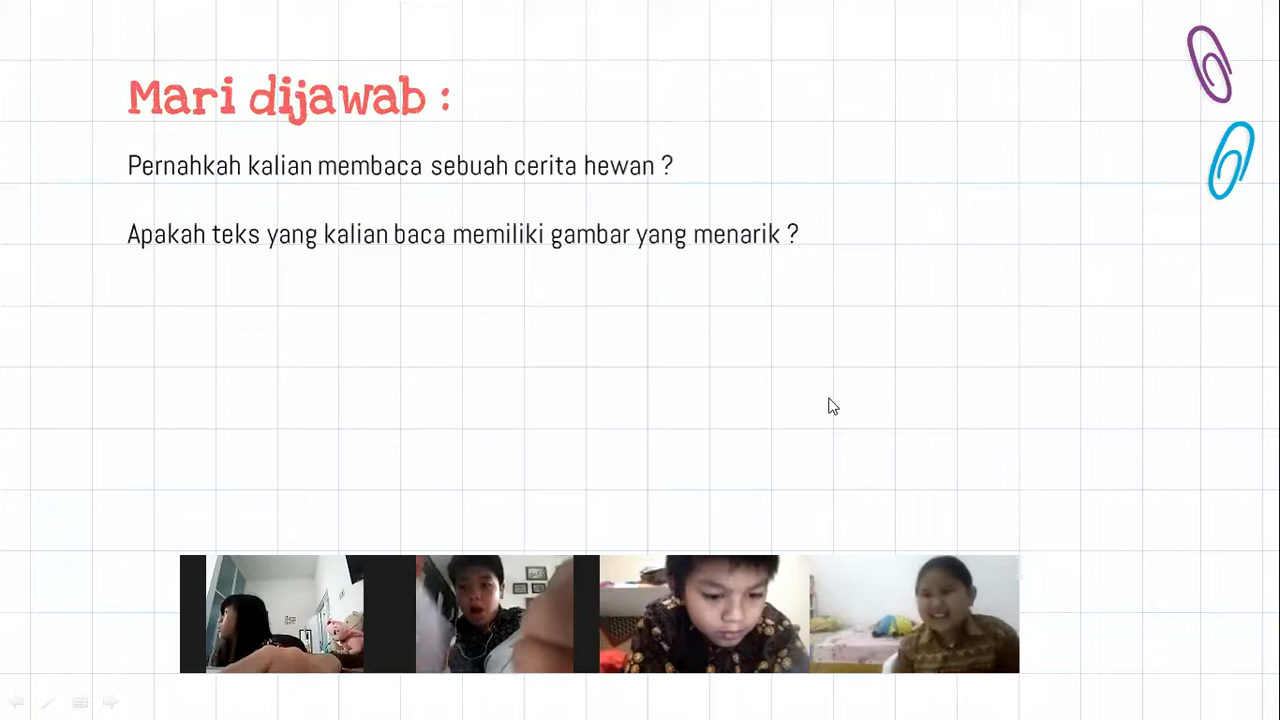 Mari dijawab :
Pernahkah kalian membaca sebuah cerita hewan ?
Apakah teks yang kalian baca memiliki gambar yang menarik ?